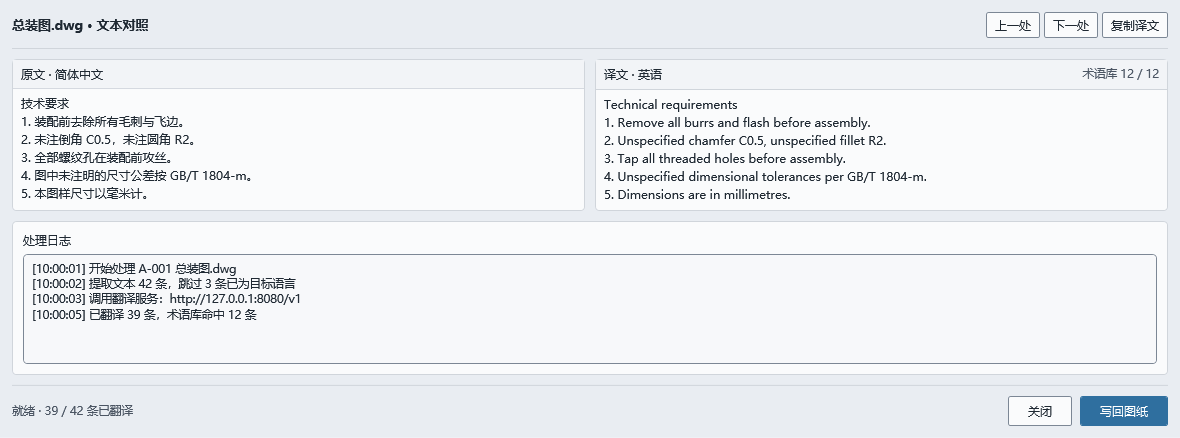 总装图.dwg • 文本对照
上一处 下一处 复制译文
原文 · 简体中文
技术要求
1. 装配前去除所有毛刺与飞边。
2. 未注倒角 C0.5，未注圆角 R2。
3. 全部螺纹孔在装配前攻丝。
4. 图中未注明的尺寸公差按 GB/T 1804-m。
5. 本图样尺寸以毫米计。
译文 · 英语 术语库 12 / 12
Technical requirements
1. Remove all burrs and flash before assembly.
2. Unspecified chamfer C0.5, unspecified fillet R2.
3. Tap all threaded holes before assembly.
4. Unspecified dimensional tolerances per GB/T 1804-m.
5. Dimensions are in millimetres.
处理日志
[10:00:01] 开始处理 A-001 总装图.dwg
[10:00:02] 提取文本 42 条，跳过 3 条已为目标语言
[10:00:03] 调用翻译服务：http://127.0.0.1:8080/v1
[10:00:05] 已翻译 39 条，术语库命中 12 条
就绪 · 39 / 42 条已翻译
关闭 写回图纸